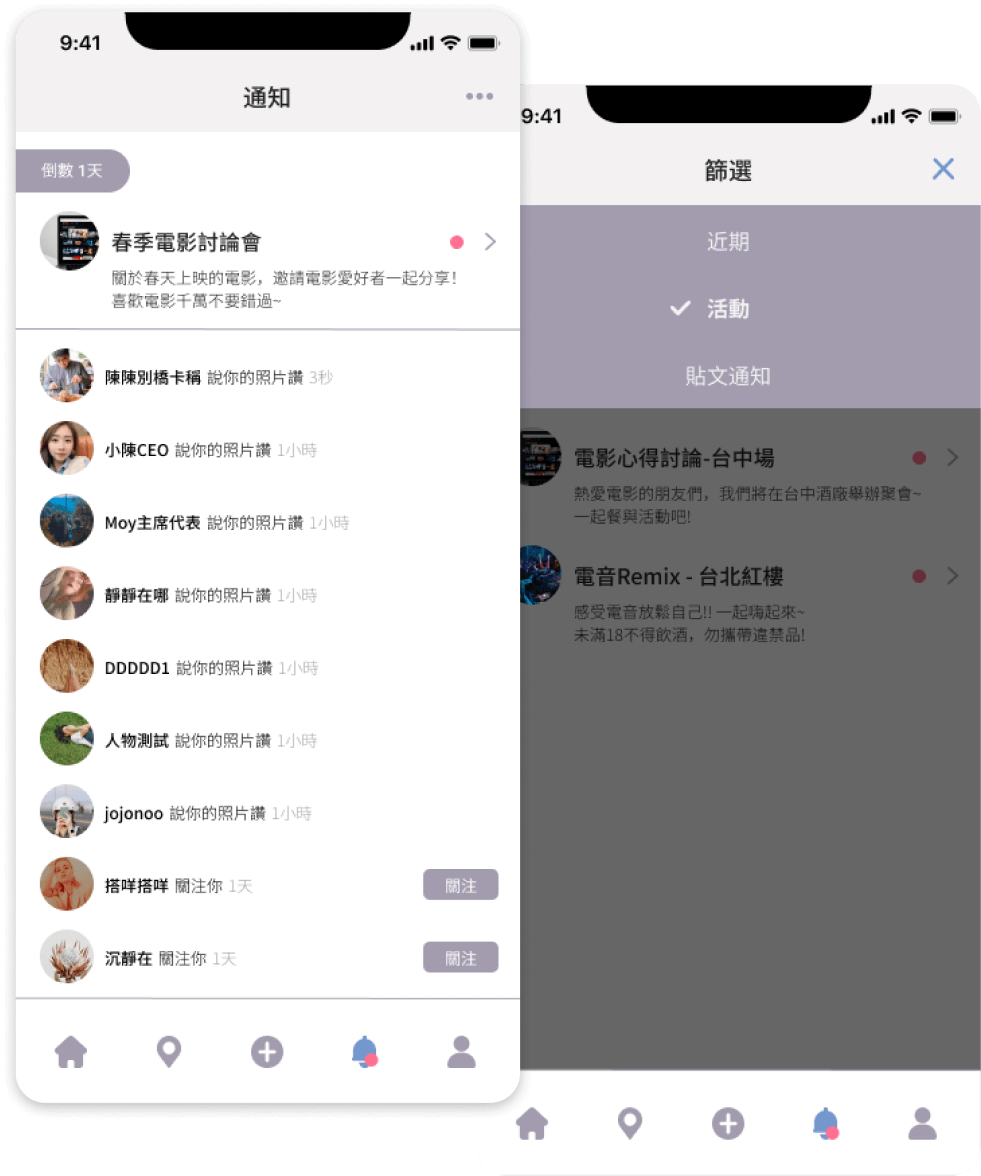 9:41
通知
倒數 1天
春季電影討論會
關於春天上映的電影，邀請電影愛好者一起分享！
喜歡電影千萬不要錯過~
陳陳別橋卡稱 說你的照片讚 3秒
小陳CEO 說你的照片讚 1小時
Moy主席代表 說你的照片讚 1小時
靜靜在哪 說你的照片讚 1小時
DDDDD1 說你的照片讚 1小時
人物測試 說你的照片讚 1小時
jojonoo 說你的照片讚 1小時
搭咩搭咩 關注你 1天 關注
沉靜在 關注你 1天 關注
9:41
篩選
近期
活動
貼文通知
電影心得討論-台中場
熱愛電影的朋友們，我們將在台中酒廠舉辦聚會~
一起餐與活動吧!
電音Remix - 台北紅樓
感受電音放鬆自己!! 一起嗨起來~
未滿18不得飲酒，勿攜帶違禁品!